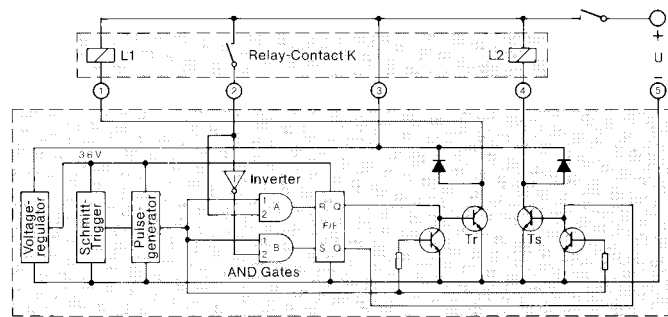 L1
Relay-Contact K
L2
+
U
−
1
2
3
4
5
3.6V
Inverter
Voltage-
regulator
Schmitt-
Trigger
Pulse-
generator
1
2
A
1
2
B
AND Gates
R Q
F/F
S Q
Tr
Ts